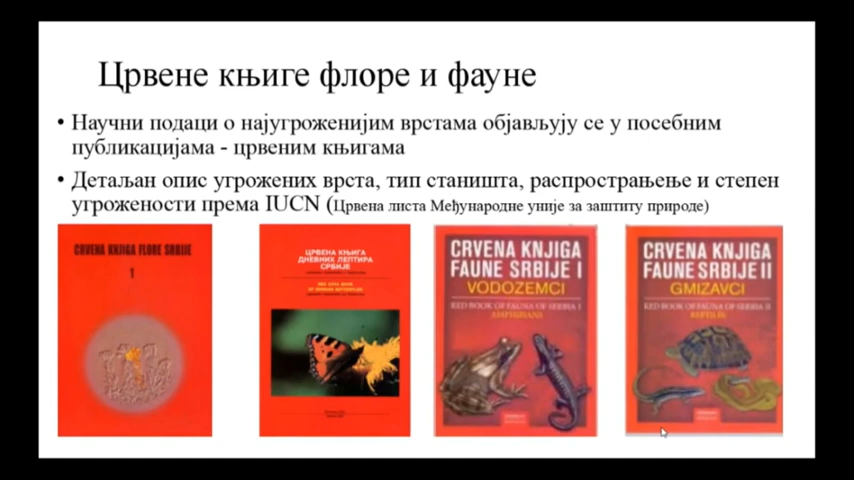 Црвене књиге флоре и фауне
• Научни подаци о најугроженијим врстама објављују се у посебним
публикацијама - црвеним књигама
• Детаљан опис угрожених врста, тип станишта, распрострањење и степен
угрожености према IUCN (Црвена листа Међународне уније за заштиту природе)
CRVENA KNJIGA FLORE SRBIJE
1
ЦРВЕНА КЊИГА
ДНЕВНИХ ЛЕПТИРА
СРБИЈЕ
CRVENA KNJIGA
FAUNE SRBIJE I
VODOZEMCI
RED BOOK OF FAUNA OF SERBIA I
AMPHIBIANS
CRVENA KNJIGA
FAUNE SRBIJE II
GMIZAVCI
RED BOOK OF FAUNA OF SERBIA II
REPTILES